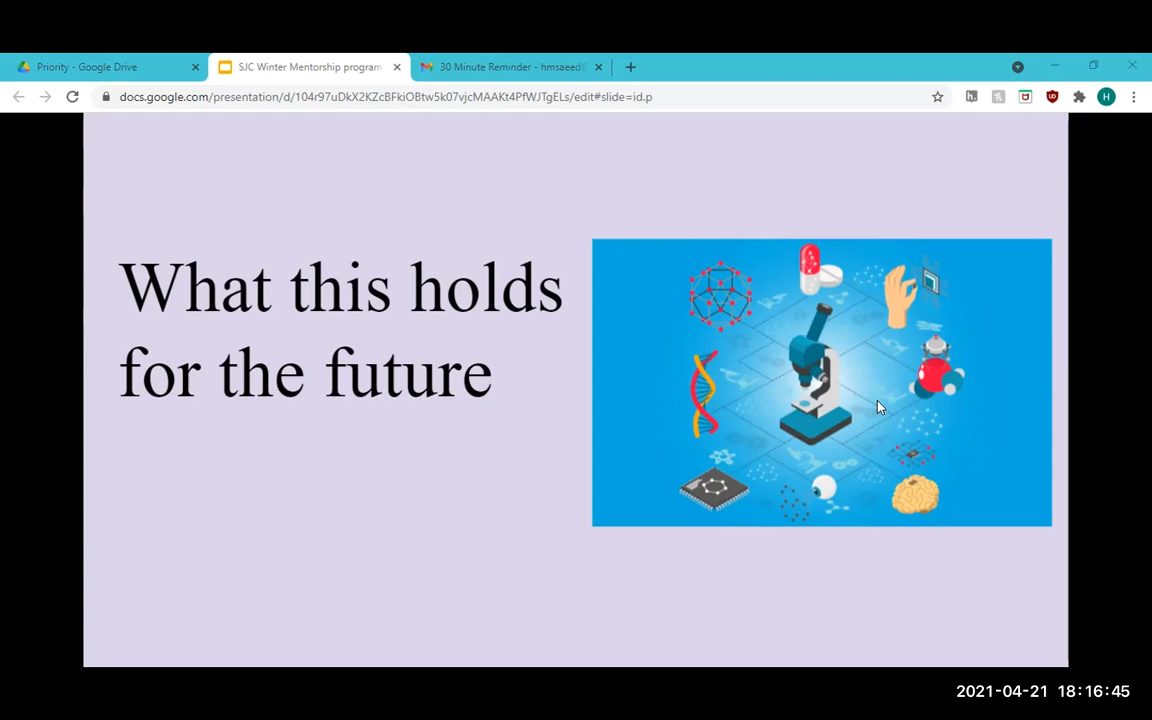 Priority - Google Drive
SJC Winter Mentorship program
30 Minute Reminder - hmsaeed
docs.google.com/presentation/d/104r97uDkX2KZcBFkiOBtw5k07vjcMAAKt4PfWJTgELs/edit#slide=id.p
h.
H
What this holds
for the future
2021-04-21 18:16:45